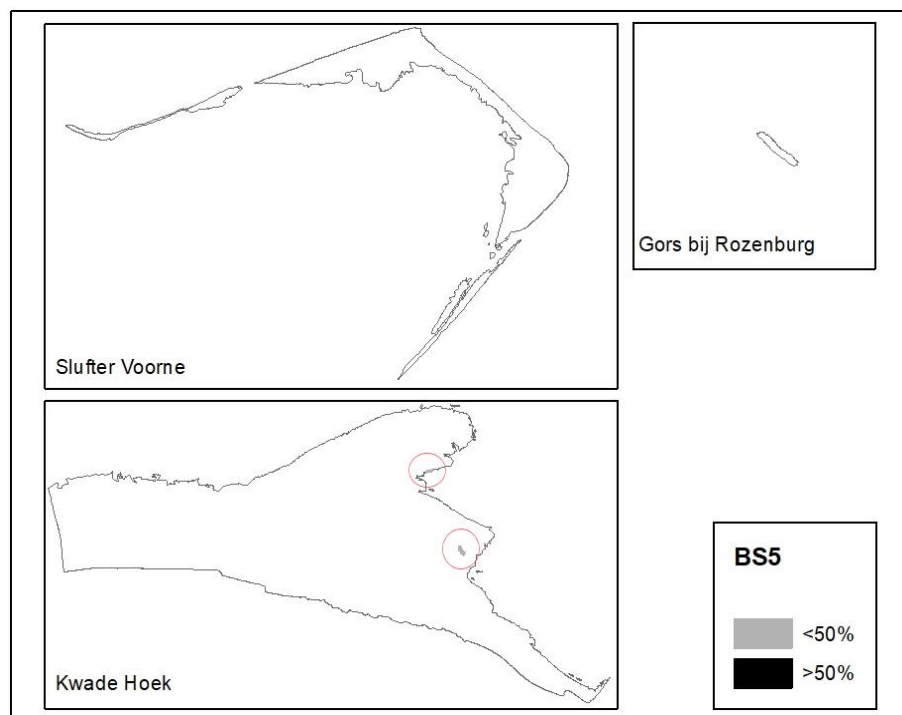 Slufter Voorne
Gors bij Rozenburg
Kwade Hoek
BS5
<50%
>50%